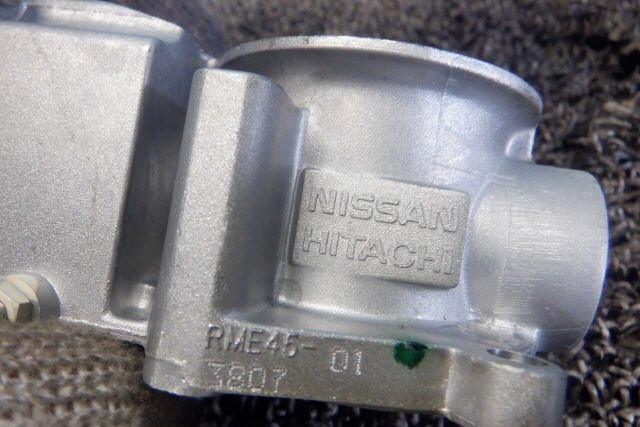 NISSAN
HITACHI
RME45-01
3807